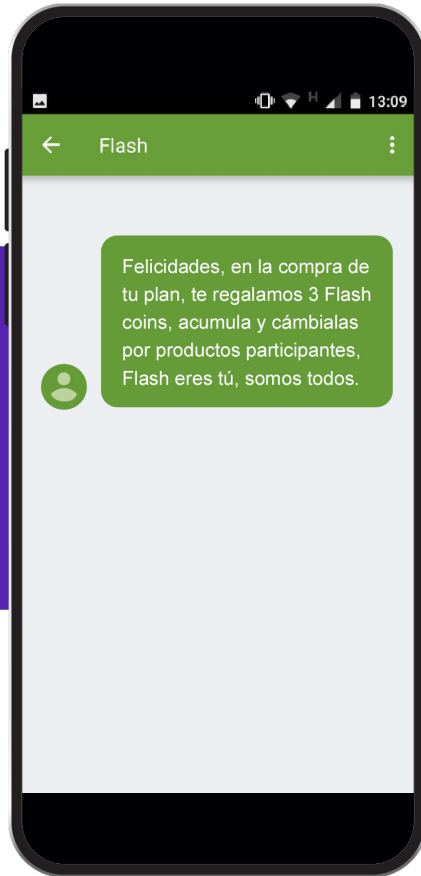 H 13:09
Flash
Felicidades, en la compra de
tu plan, te regalamos 3 Flash
coins, acumula y cámbialas
por productos participantes,
Flash eres tú, somos todos.